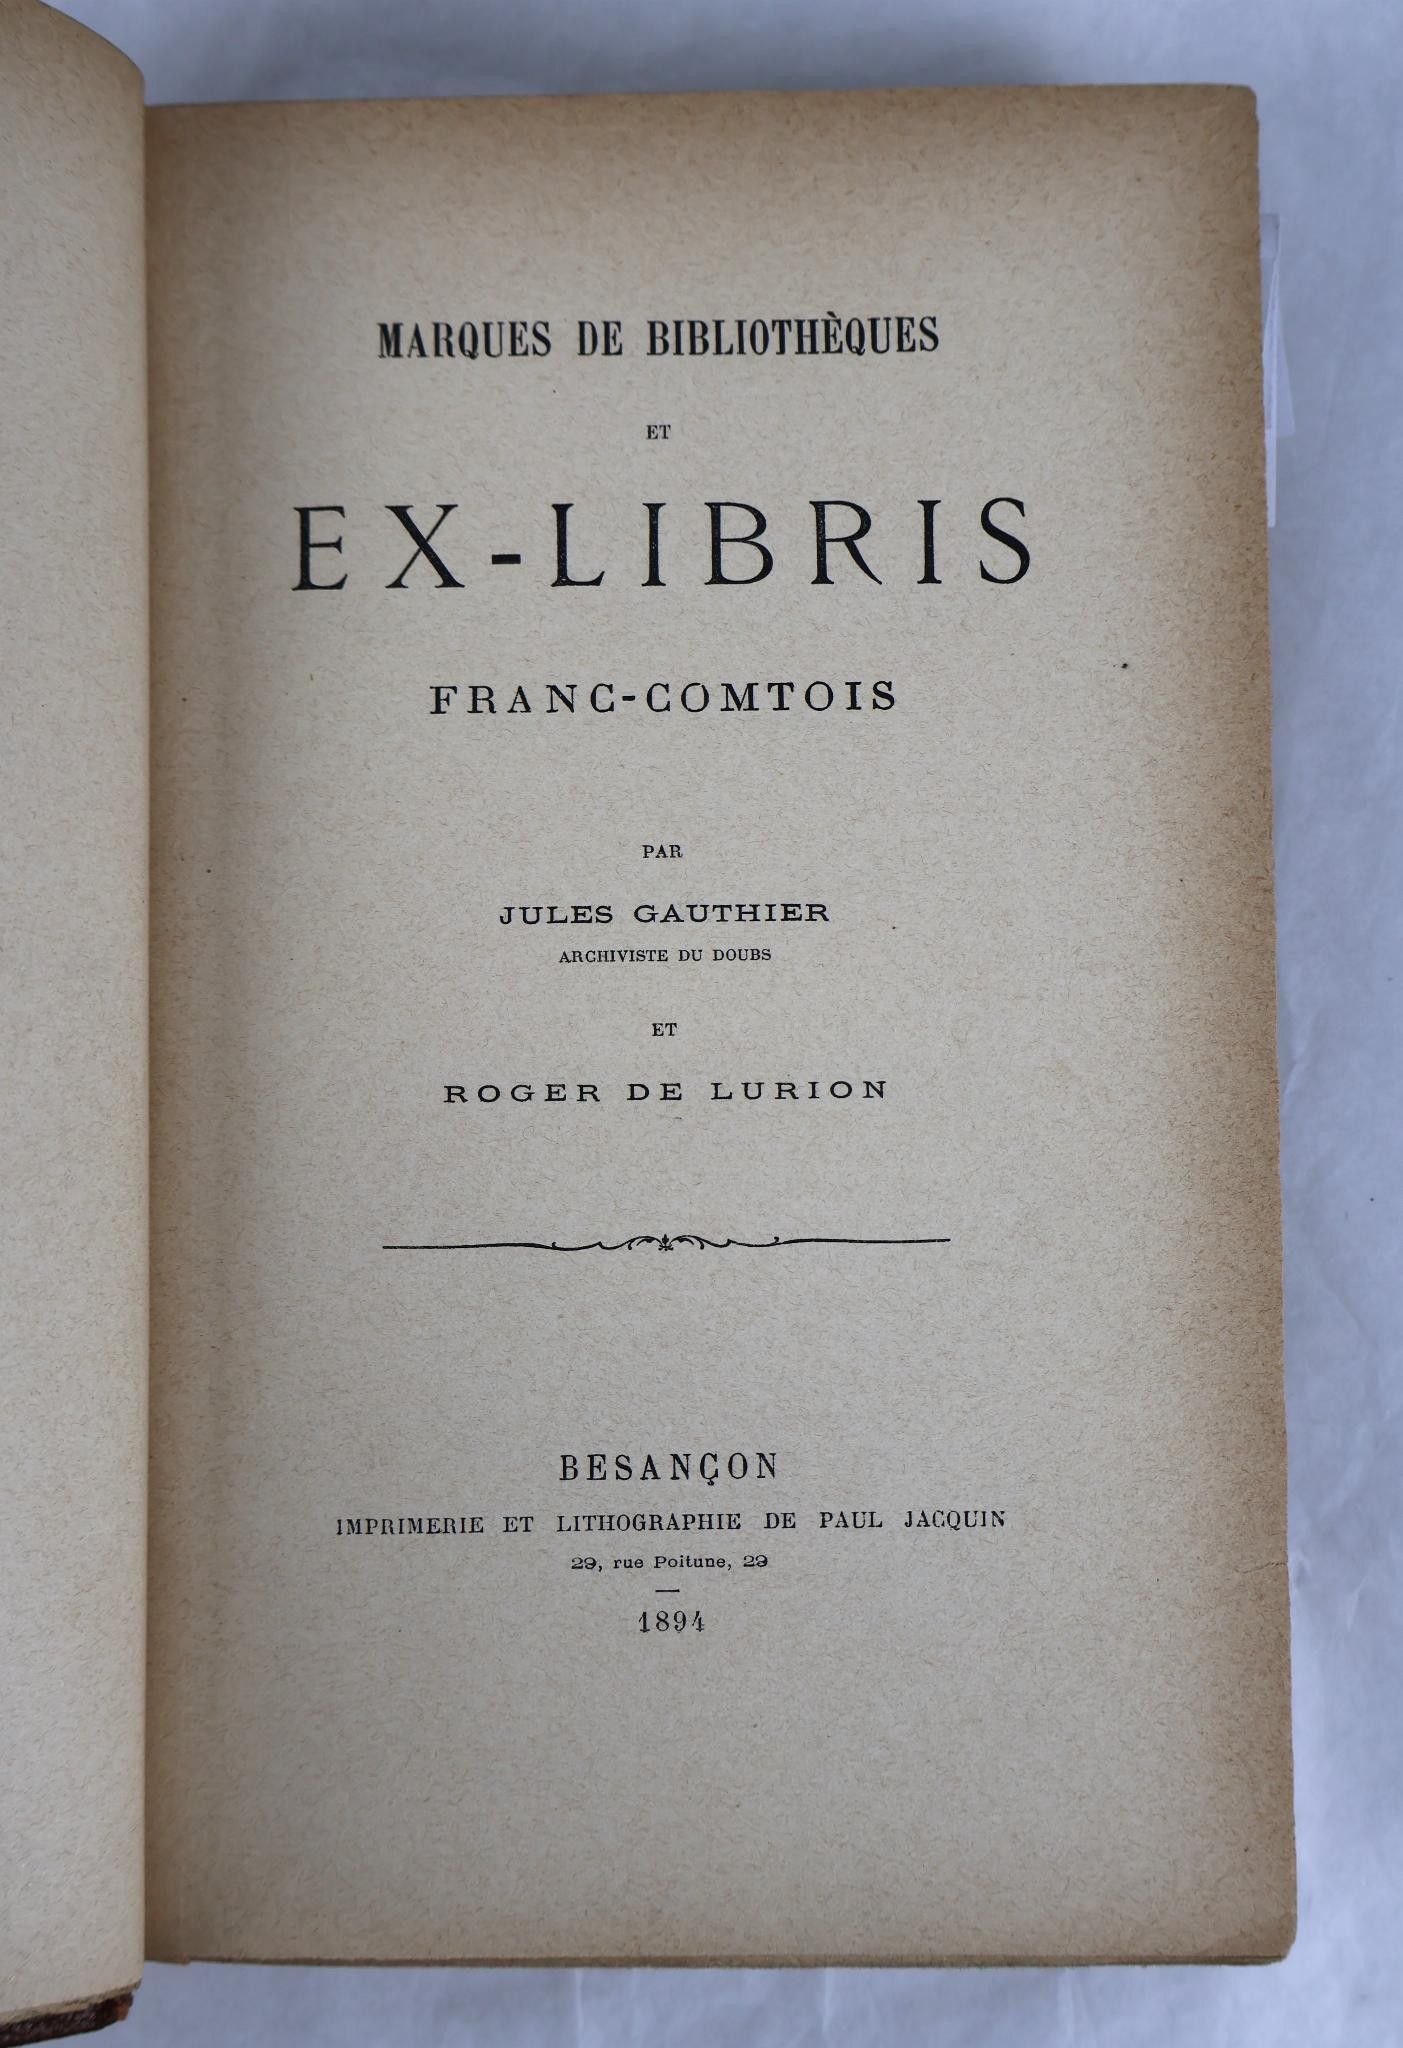 MARQUES DE BIBLIOTHÈQUES
ET
EX-LIBRIS
FRANC-COMTOIS
PAR
JULES GAUTHIER
ARCHIVISTE DU DOUBS
ET
ROGER DE LURION
BESANÇON
IMPRIMERIE ET LITHOGRAPHIE DE PAUL JACQUIN
29, rue Poitune, 29
1894